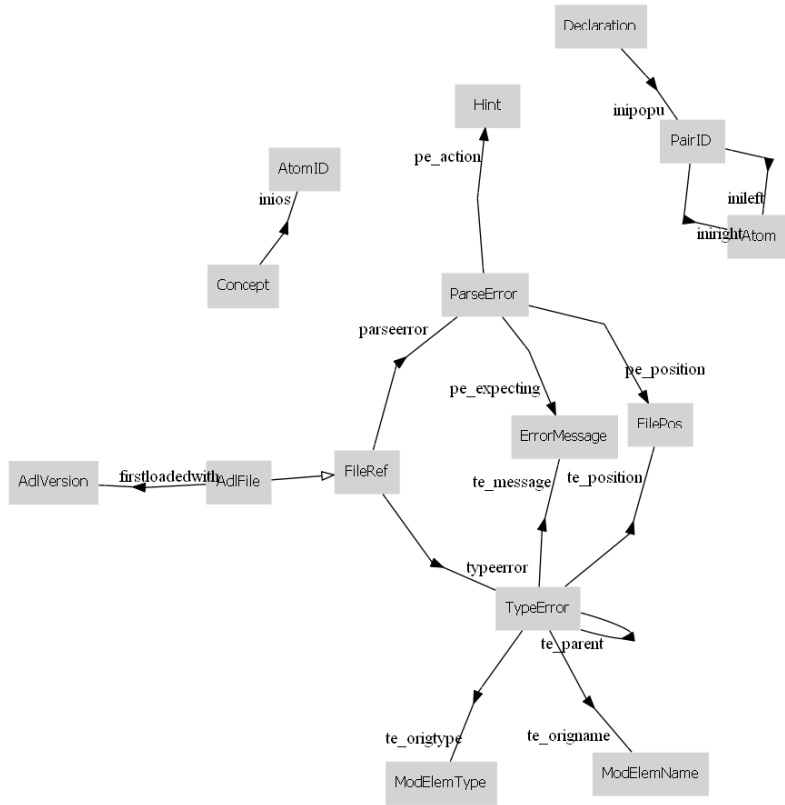 Declaration
Hint
inipopu
PairID
pe_action
AtomID
inios
inileft
iniright
Atom
Concept
ParseError
parseerror
pe_position
pe_expecting
FilePos
ErrorMessage
FileRef
firstloadedwith
AdlVersion
AdlFile
te_message
te_position
typeerror
TypeError
te_parent
te_origtype
te_origname
ModElemType
ModElemName